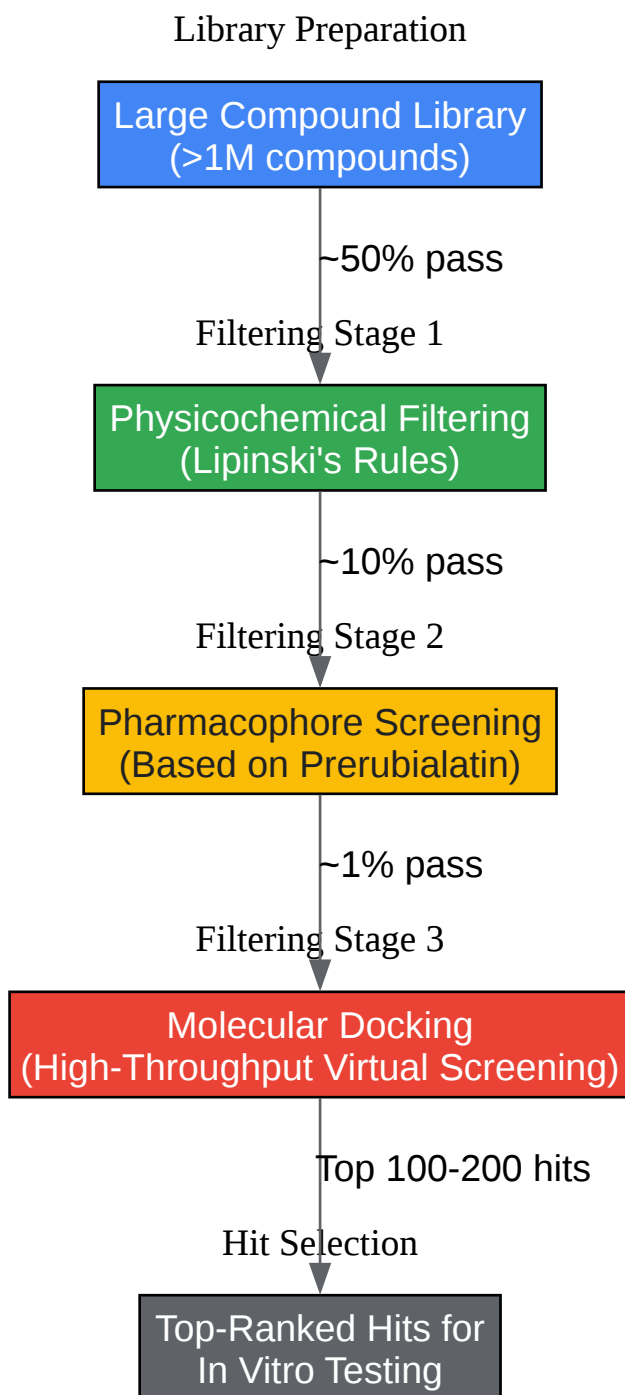 Library Preparation
Large Compound Library
(>1M compounds)
~50% pass
Filtering Stage 1
Physicochemical Filtering
(Lipinski's Rules)
~10% pass
Filtering Stage 2
Pharmacophore Screening
(Based on Prerubialatin)
~1% pass
Filtering Stage 3
Molecular Docking
(High-Throughput Virtual Screening)
Top 100-200 hits
Hit Selection
Top-Ranked Hits for
In Vitro Testing